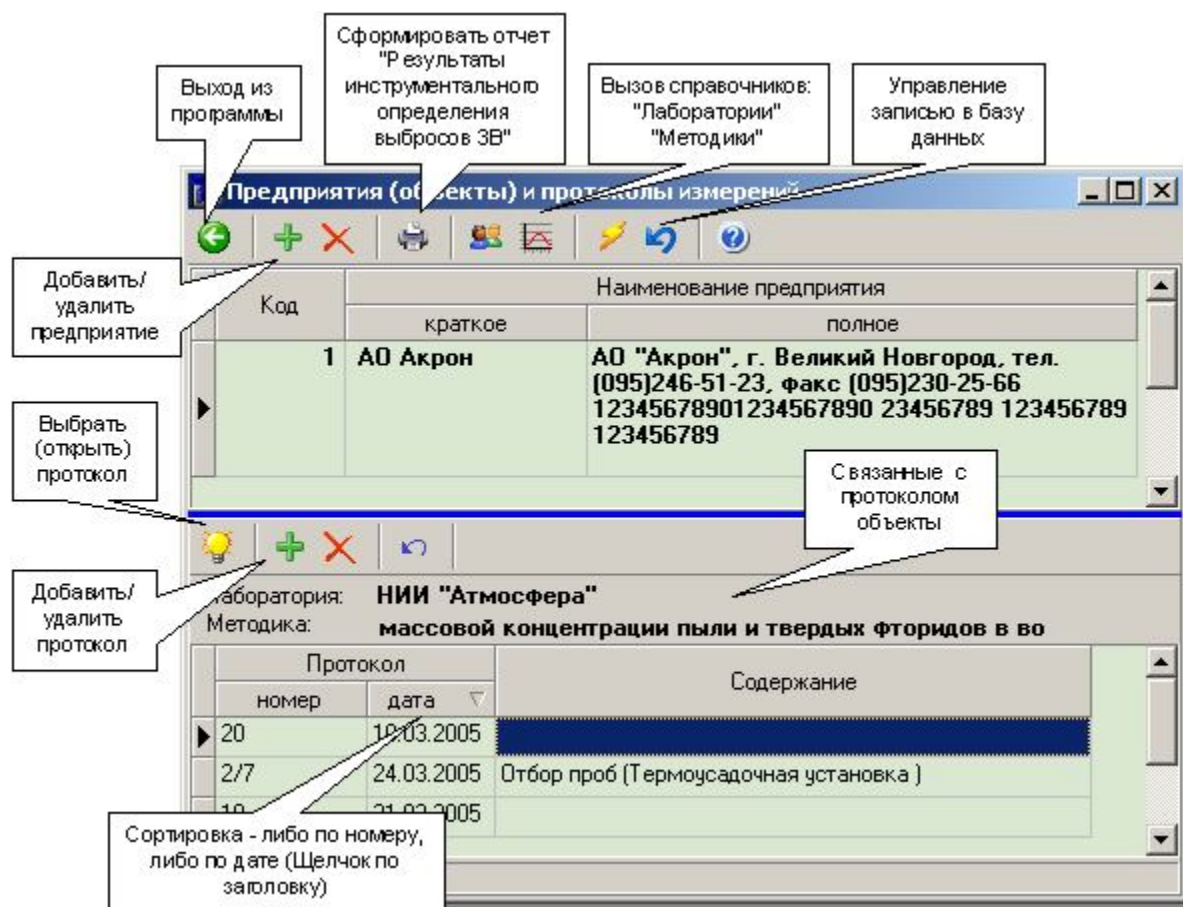 Сформировать отчет
"Результаты
инструментального
определения
выбросов ЗВ"
Выход из
программы
Вызов справочников:
"Лаборатории"
"Методики"
Управление
записью в базу
данных
Предприятия (объекты) и протоколы измерений
Добавить/
удалить
предприятие
Код
Наименование предприятия
краткое
полное
1
АО Акрон
АО "Акрон", г. Великий Новгород, тел.
(095)246-51-23, факс (095)230-25-66
12345678901234567890 23456789 123456789
123456789
Выбрать
(открыть)
протокол
Связанные с
протоколом
объекты
Добавить/
удалить
протокол
Лаборатория:
НИИ "Атмосфера"
Методика:
массовой концентрации пыли и твердых фторидов в во
Протокол
Содержание
номер
дата
20
10.03.2005
2/7
24.03.2005
Отбор проб (Термоусадочная установка )
Сортировка - либо по номеру,
либо по дате (Щелчок по
заголовку)